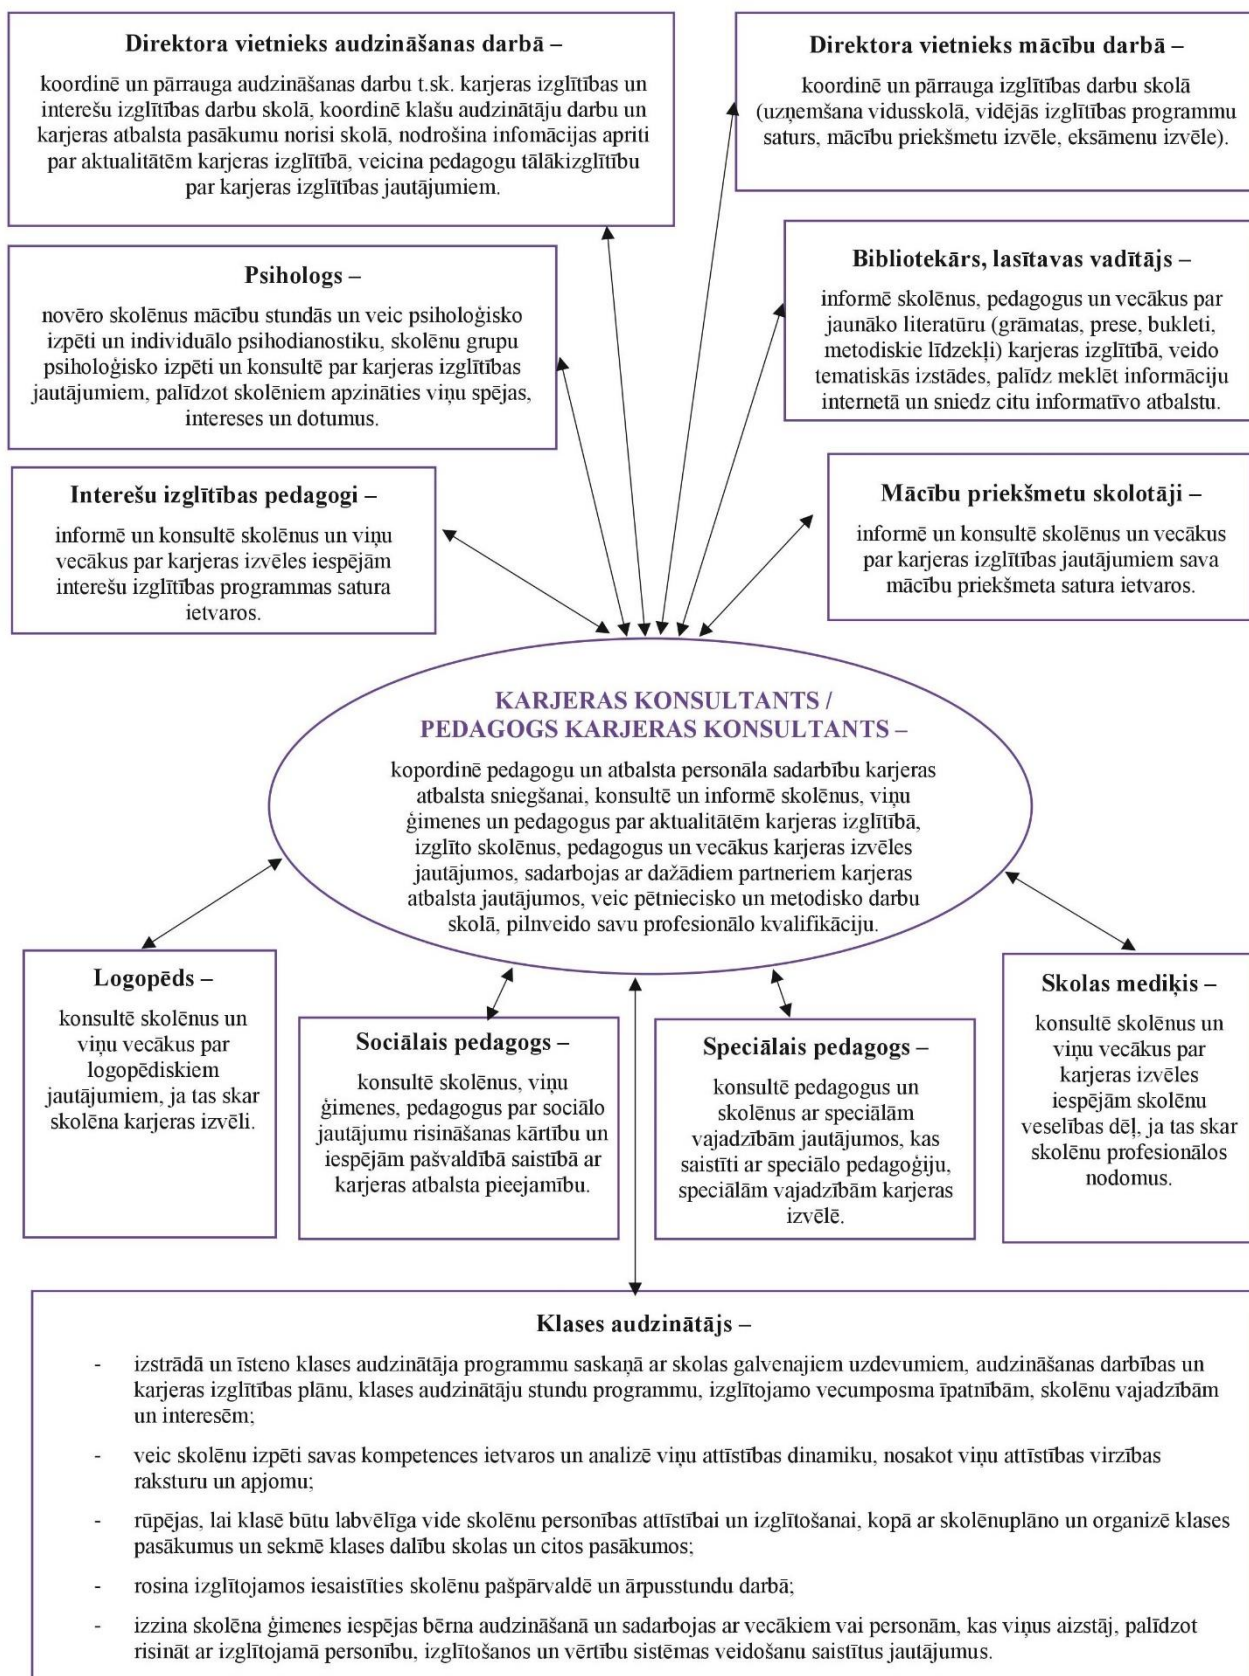 Direktora vietnieks audzināšanas darbā –
koordinē un pārrauga audzināšanas darbu t.sk. karjeras izglītības un
interešu izglītības darbu skolā, koordinē klašu audzinātāju darbu un
karjeras atbalsta pasākumu norisi skolā, nodrošina infomācijas apriti
par aktualitātēm karjeras izglītībā, veicina pedagogu tālākizglītību
par karjeras izglītības jautājumiem.
Direktora vietnieks mācību darbā –
koordinē un pārrauga izglītības darbu skolā
(uzņemšana vidusskolā, vidējās izglītības programmu
saturs, mācību priekšmetu izvēle, eksāmenu izvēle).
Psihologs –
novēro skolēnus mācību stundās un veic psiholoģisko
izpēti un individuālo psihodianostiku, skolēnu grupu
psiholoģisko izpēti un konsultē par karjeras izglītības
jautājumiem, palīdzot skolēniem apzināties viņu spējas,
intereses un dotumus.
Bibliotekārs, lasītavas vadītājs –
informē skolēnus, pedagogus un vecākus par
jaunāko literatūru (grāmatas, prese, bukleti,
metodiskie līdzekļi) karjeras izglītībā, veido
tematiskās izstādes, palīdz meklēt informāciju
internetā un sniedz citu informatīvo atbalstu.
Interešu izglītības pedagogi –
informē un konsultē skolēnus un viņu
vecākus par karjeras izvēles iespējām
interešu izglītības programmas satura
ietvaros.
Mācību priekšmetu skolotāji –
informē un konsultē skolēnus un vecākus
par karjeras izglītības jautājumiem sava
mācību priekšmeta satura ietvaros.
KARJERAS KONSULTANTS /
PEDAGOGS KARJERAS KONSULTANTS –
kopordinē pedagogu un atbalsta personāla sadarbību karjeras
atbalsta sniegšanai, konsultē un informē skolēnus, viņu
ģimenes un pedagogus par aktualitātēm karjeras izglītībā,
izglīto skolēnus, pedagogus un vecākus karjeras izvēles
jautājumos, sadarbojas ar dažādiem partneriem karjeras
atbalsta jautājumos, veic pētniecisko un metodisko darbu
skolā, pilnveido savu profesionālo kvalifikāciju.
Logopēds –
konsultē skolēnus un
viņu vecākus par
logopēdiskiem
jautājumiem, ja tas skar
skolēna karjeras izvēli.
Sociālais pedagogs –
konsultē skolēnus, viņu
ģimenes, pedagogus par sociālo
jautājumu risināšanas kārtību un
iespējām pašvaldībā saistībā ar
karjeras atbalsta pieejamību.
Speciālais pedagogs –
konsultē pedagogus un
skolēnus ar speciālām
vajadzībām jautājumos, kas
saistīti ar speciālo pedagoģiju,
speciālām vajadzībām karjeras
izvēlē.
Skolas mediķis –
konsultē skolēnus un
viņu vecākus par
karjeras izvēles
iespējām skolēnu
veselības dēļ, ja tas skar
skolēnu profesionālos
nodomus.
Klases audzinātājs –
- izstrādā un īsteno klases audzinātāja programmu saskaņā ar skolas galvenajiem uzdevumiem, audzināšanas darbības un
karjeras izglītības plānu, klases audzinātāju stundu programmu, izglītojamo vecumposma īpatnībām, skolēnu vajadzībām
un interesēm;
- veic skolēnu izpēti savas kompetences ietvaros un analizē viņu attīstības dinamiku, nosakot viņu attīstības virzības
raksturu un apjomu;
- rūpējas, lai klasē būtu labvēlīga vide skolēnu personības attīstībai un izglītošanai, kopā ar skolēnuplāno un organizē klases
pasākumus un sekmē klases dalību skolas un citos pasākumos;
- rosina izglītojamos iesaistīties skolēnu pašpārvaldē un ārpusstundu darbā;
- izzina skolēna ģimenes iespējas bērna audzināšanā un sadarbojas ar vecākiem vai personām, kas viņus aizstāj, palīdzot
risināt ar izglītojamā personību, izglītošanos un vērtību sistēmas veidošanu saistītus jautājumus.